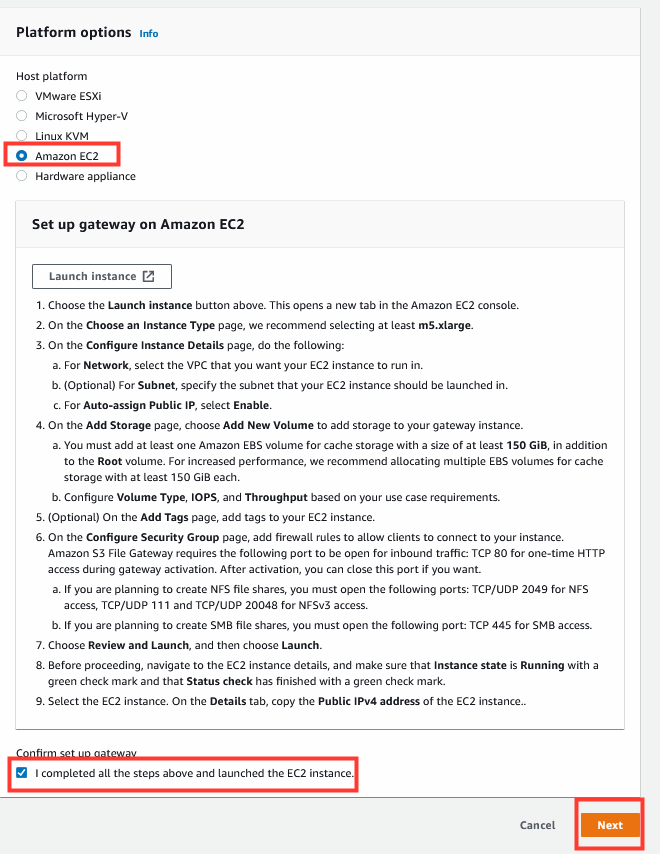 Platform options Info
Host platform
VMware ESXi
Microsoft Hyper-V
Linux KVM
Amazon EC2
Hardware appliance
Set up gateway on Amazon EC2
Launch instance
1. Choose the Launch instance button above. This opens a new tab in the Amazon EC2 console.
2. On the Choose an Instance Type page, we recommend selecting at least m5.xlarge.
3. On the Configure Instance Details page, do the following:
a. For Network, select the VPC that you want your EC2 instance to run in.
b. (Optional) For Subnet, specify the subnet that your EC2 instance should be launched in.
c. For Auto-assign Public IP, select Enable.
4. On the Add Storage page, choose Add New Volume to add storage to your gateway instance.
a. You must add at least one Amazon EBS volume for cache storage with a size of at least 150 GiB, in addition
to the Root volume. For increased performance, we recommend allocating multiple EBS volumes for cache
storage with at least 150 GiB each.
b. Configure Volume Type, IOPS, and Throughput based on your use case requirements.
5. (Optional) On the Add Tags page, add tags to your EC2 instance.
6. On the Configure Security Group page, add firewall rules to allow clients to connect to your instance.
Amazon S3 File Gateway requires the following port to be open for inbound traffic: TCP 80 for one-time HTTP
access during gateway activation. After activation, you can close this port if you want.
a. If you are planning to create NFS file shares, you must open the following ports: TCP/UDP 2049 for NFS
access, TCP/UDP 111 and TCP/UDP 20048 for NFSv3 access.
b. If you are planning to create SMB file shares, you must open the following port: TCP 445 for SMB access.
7. Choose Review and Launch, and then choose Launch.
8. Before proceeding, navigate to the EC2 instance details, and make sure that Instance state is Running with a
green check mark and that Status check has finished with a green check mark.
9. Select the EC2 instance. On the Details tab, copy the Public IPv4 address of the EC2 instance..
Confirm set up gateway
I completed all the steps above and launched the EC2 instance.
Cancel
Next